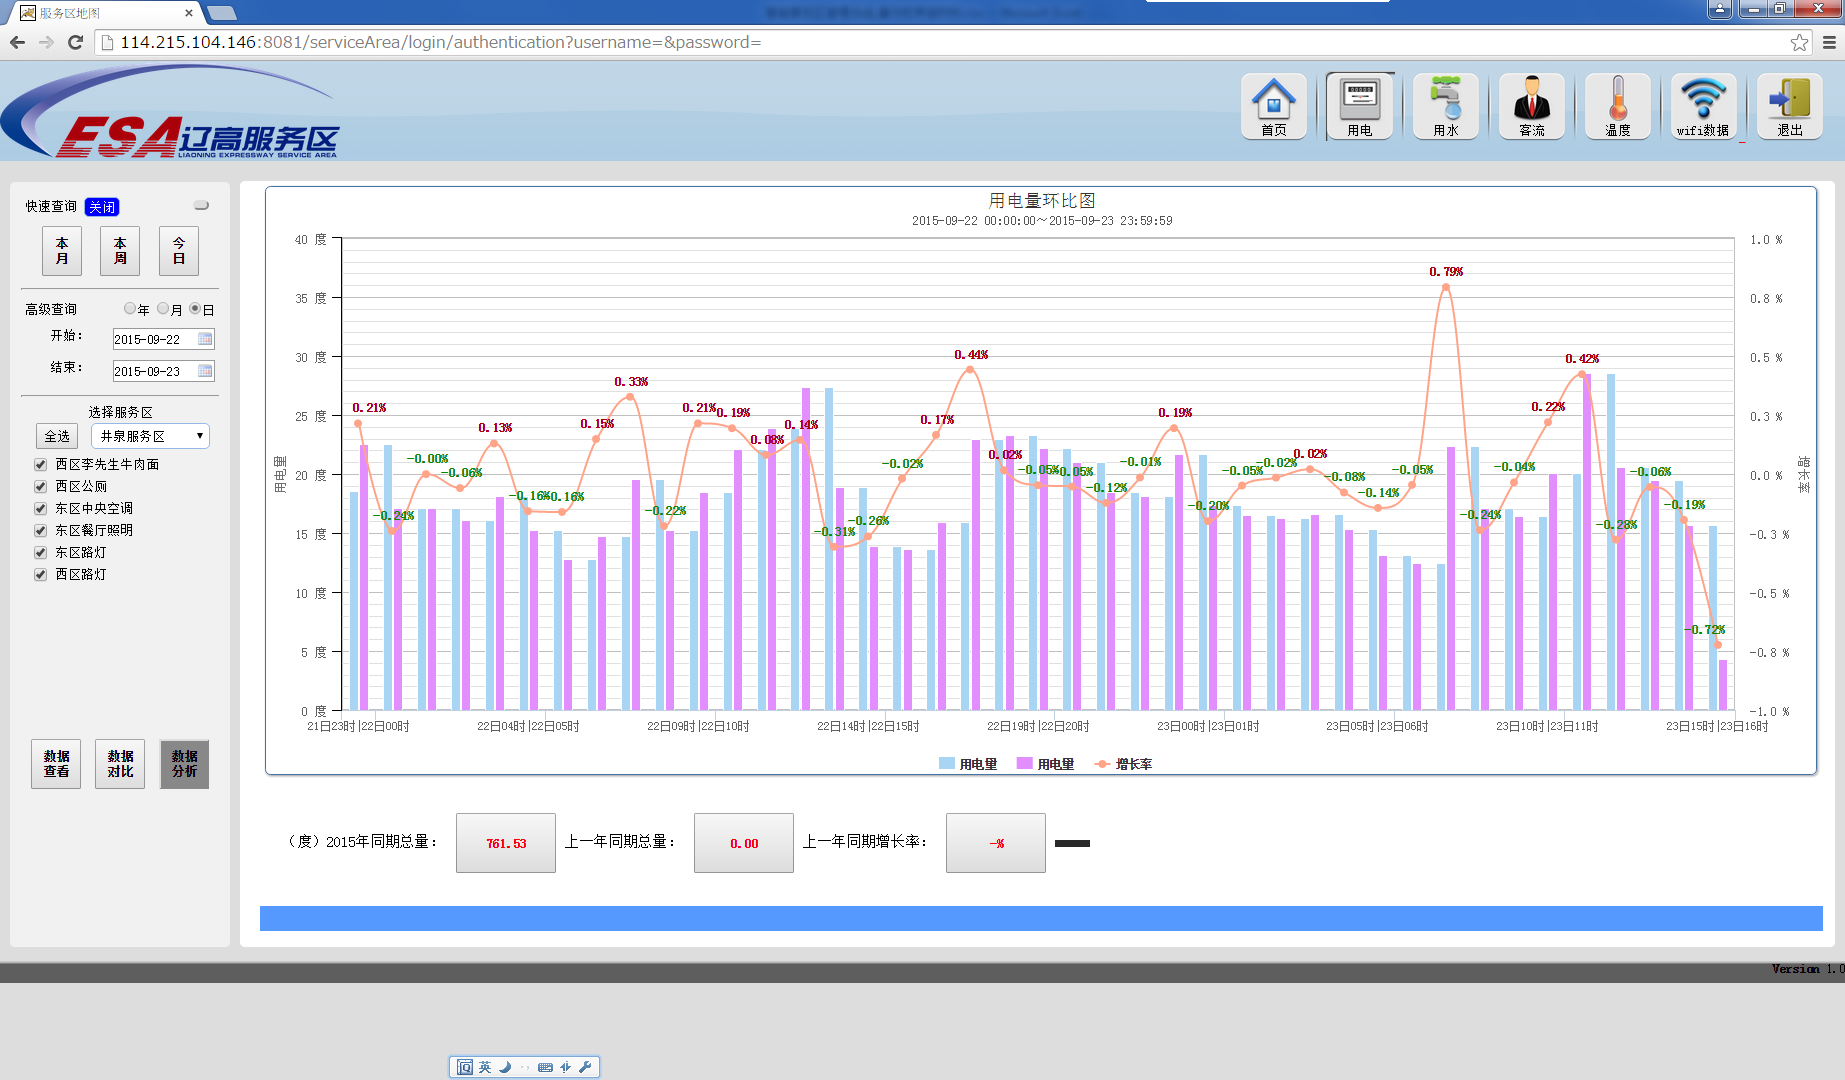 服务区地图
114.215.104.146:8081/serviceArea/login/authentication?username=&password=
ESA辽高服务区
LIAONING EXPRESSWAY SERVICE AREA
首页 用电 用水 客流 温度 wifi数据 退出
快速查询 关闭
本月 本周 今日
高级查询 年 月 日
开始： 2015-09-22
结束： 2015-09-23
选择服务区
全选 井泉服务区
西区李先生牛肉面
西区公厕
东区中央空调
东区餐厅照明
东区路灯
西区路灯
数据查看 数据对比 数据分析
用电量环比图
2015-09-22 00:00:00～2015-09-23 23:59:59
40 度
35 度
30 度
25 度
20 度
15 度
10 度
5 度
0 度
用电量
1.0 %
0.8 %
0.5 %
0.3 %
0.0 %
-0.3 %
-0.5 %
-0.8 %
-1.0 %
增长率
0.21% -0.24% -0.00% -0.06% 0.13% -0.16% -0.16% 0.15% 0.33% -0.22% 0.21% 0.19% 0.08% 0.14% -0.31% -0.26% -0.02% 0.17% 0.44% 0.02% -0.05% -0.05% -0.12% -0.01% 0.19% -0.20% -0.05% -0.02% 0.02% -0.08% -0.14% -0.05% 0.79% -0.24% -0.04% 0.22% 0.42% -0.28% -0.06% -0.19% -0.72%
21日23时|22日00时 22日04时|22日05时 22日09时|22日10时 22日14时|22日15时 22日19时|22日20时 23日00时|23日01时 23日05时|23日06时 23日10时|23日11时 23日15时|23日16时
用电量 用电量 增长率
（度）2015年同期总量： 761.53 上一年同期总量： 0.00 上一年同期增长率： -%
Version 1.0
英